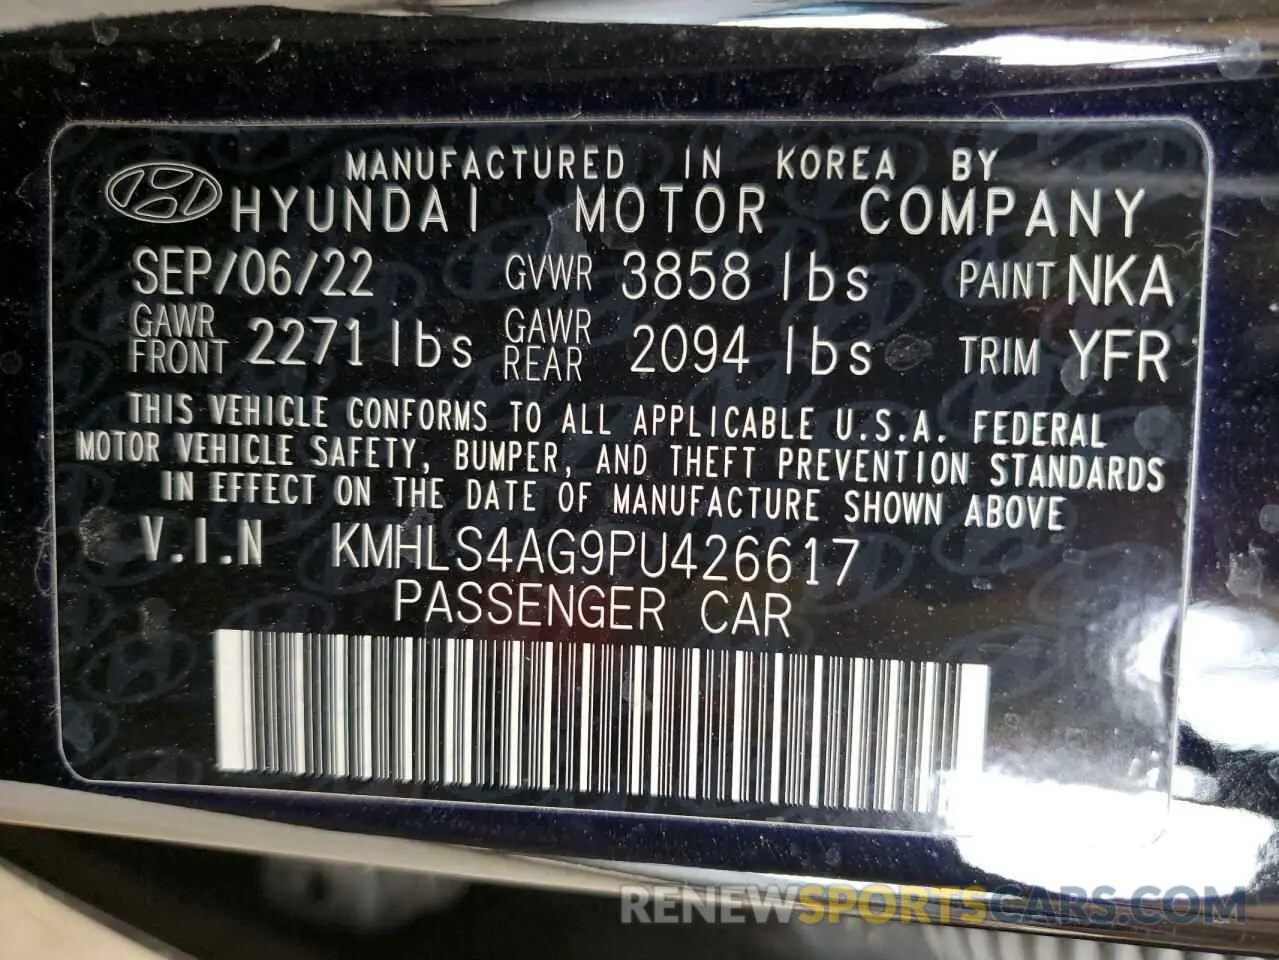 MANUFACTURED IN KOREA BY
HYUNDAI MOTOR COMPANY
SEP/06/22 GVWR 3858 lbs PAINT NKA
GAWR FRONT 2271 lbs GAWR REAR 2094 lbs TRIM YFR
THIS VEHICLE CONFORMS TO ALL APPLICABLE U.S.A. FEDERAL
MOTOR VEHICLE SAFETY, BUMPER, AND THEFT PREVENTION STANDARDS
IN EFFECT ON THE DATE OF MANUFACTURE SHOWN ABOVE
V.I.N KMHLS4AG9PU426617
PASSENGER CAR
RENEWSPORTSCARS.COM